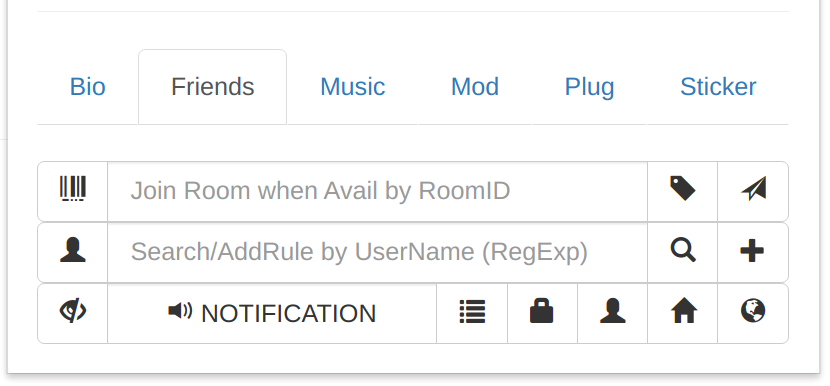 Bio Friends Music Mod Plug Sticker
Join Room when Avail by RoomID
Search/AddRule by UserName (RegExp)
NOTIFICATION